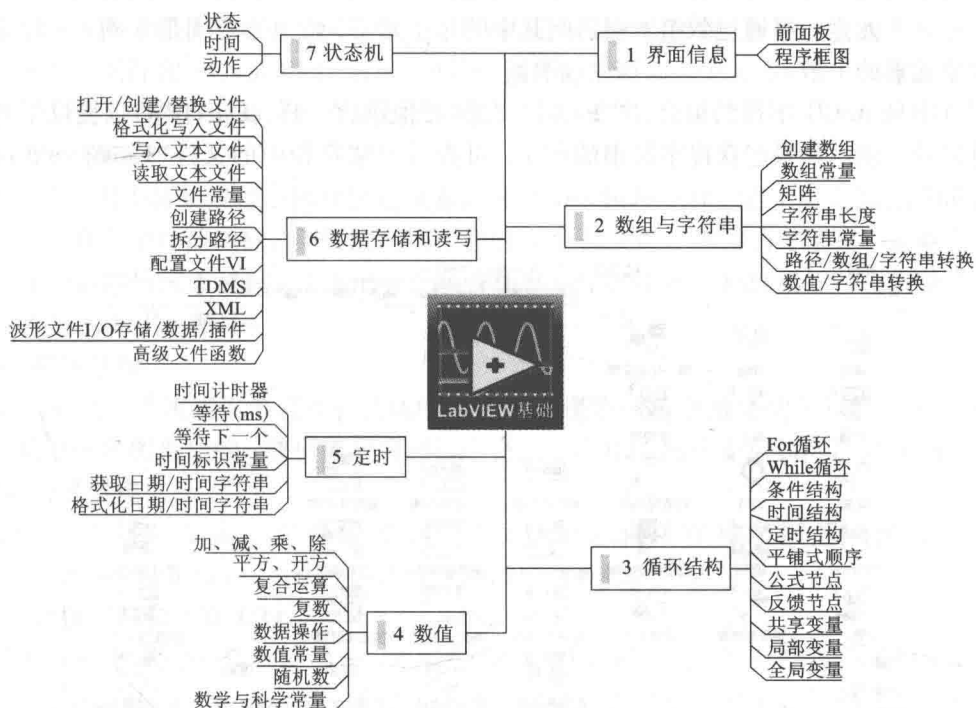 7 状态机
状态
时间
动作
1 界面信息
前面板
程序框图
2 数组与字符串
创建数组
数组常量
矩阵
字符串长度
字符串常量
路径/数组/字符串转换
数值/字符串转换
6 数据存储和读写
打开/创建/替换文件
格式化写入文件
写入文本文件
读取文本文件
文件常量
创建路径
拆分路径
配置文件VI
TDMS
XML
波形文件I/O存储/数据/插件
高级文件函数
LabVIEW基础
5 定时
时间计时器
等待(ms)
等待下一个
时间标识常量
获取日期/时间字符串
格式化日期/时间字符串
3 循环结构
For循环
While循环
条件结构
时间结构
定时结构
平铺式顺序
公式节点
反馈节点
共享变量
局部变量
全局变量
4 数值
加、减、乘、除
平方、开方
复合运算
复数
数据操作
数值常量
随机数
数学与科学常量